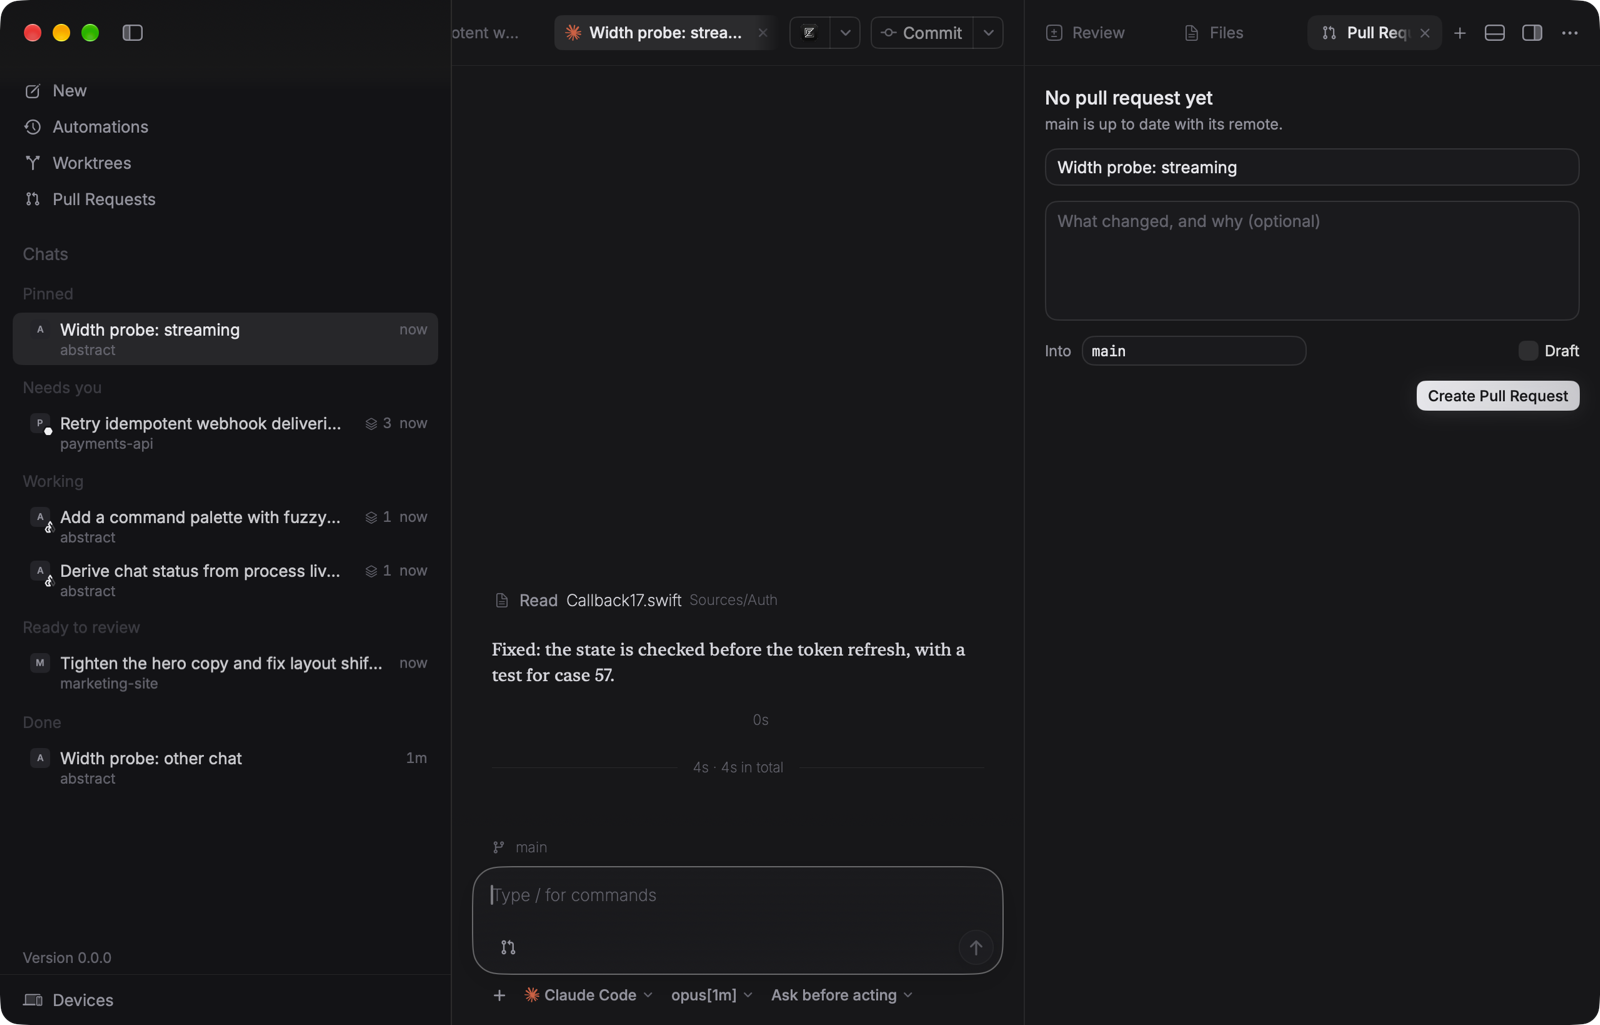 New
Automations
Worktrees
Pull Requests
Chats
Pinned
A Width probe: streaming now
abstract
Needs you
P Retry idempotent webhook deliveri... 3 now
payments-api
Working
A Add a command palette with fuzzy... 1 now
abstract
A Derive chat status from process liv... 1 now
abstract
Ready to review
M Tighten the hero copy and fix layout shif... now
marketing-site
Done
A Width probe: other chat 1m
abstract
Version 0.0.0
Devices
otent w... Width probe: strea... Commit
Read Callback17.swift Sources/Auth
Fixed: the state is checked before the token refresh, with a
test for case 57.
0s
4s · 4s in total
main
Type / for commands
Claude Code opus[1m] Ask before acting
Review Files Pull Req
No pull request yet
main is up to date with its remote.
Width probe: streaming
What changed, and why (optional)
Into main Draft
Create Pull Request